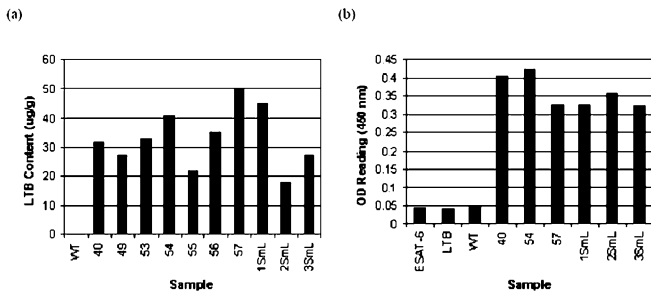 (a)
(b)
LTB Content (ug/g)
60
50
40
30
20
10
0
WT
40
49
53
54
55
56
57
1SmL
2SmL
3SmL
Sample
OD Reading (450 nm)
0.45
0.4
0.35
0.3
0.25
0.2
0.15
0.1
0.05
0
ESAT-6
LTB
WT
40
54
57
1SmL
2SmL
3SmL
Sample